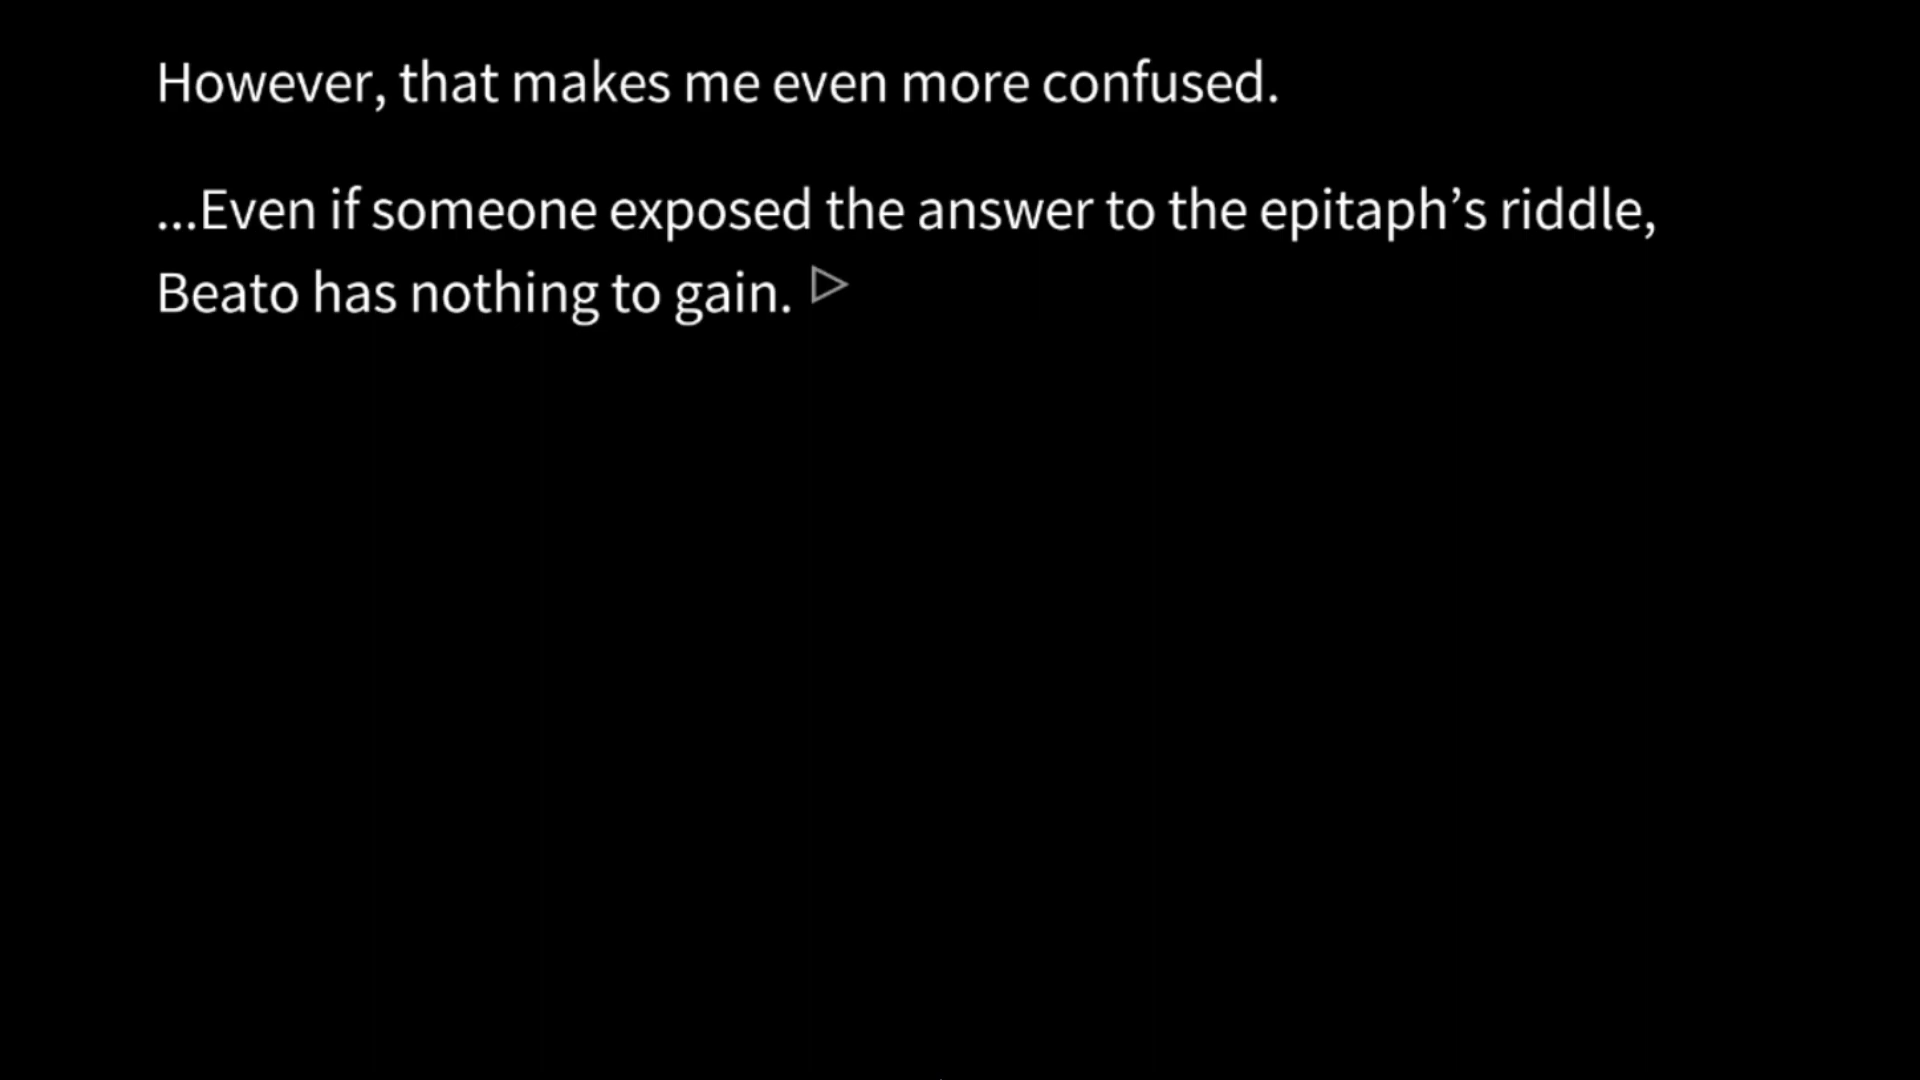 However, that makes me even more confused.
...Even if someone exposed the answer to the epitaph’s riddle,
Beato has nothing to gain.